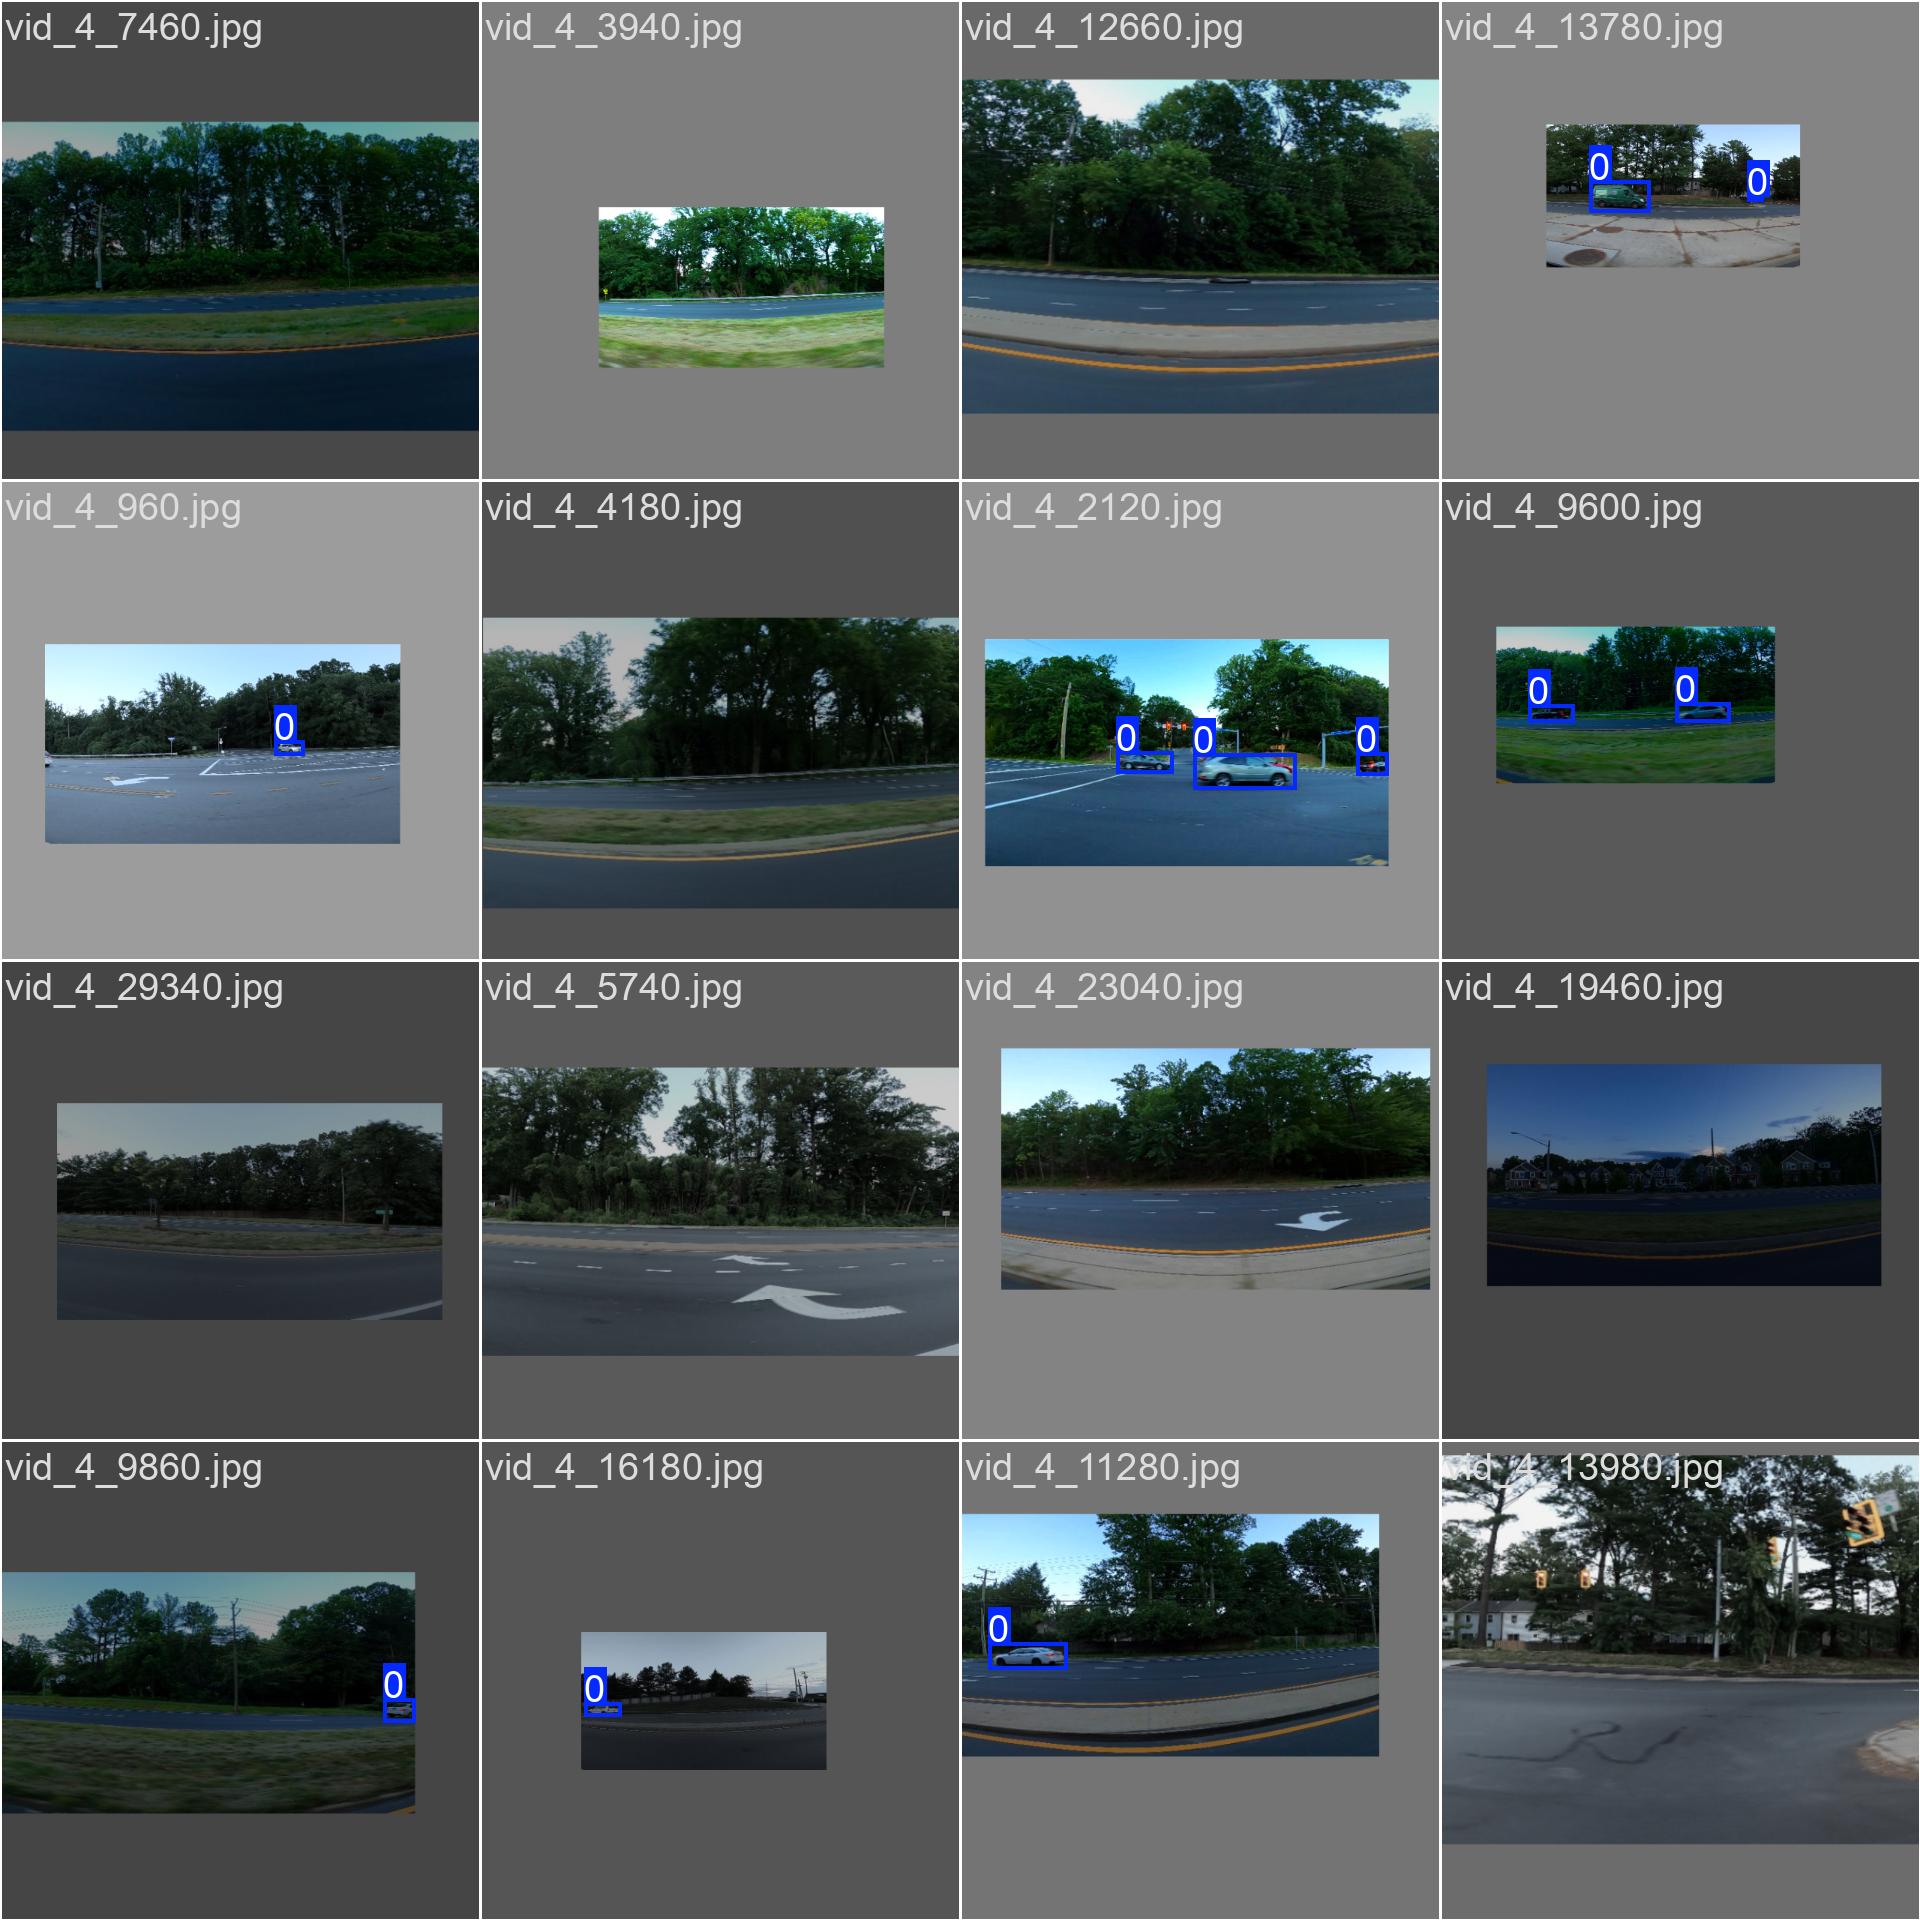 vid_4_7460.jpg
vid_4_3940.jpg
vid_4_12660.jpg
vid_4_13780.jpg
0
0
vid_4_960.jpg
vid_4_4180.jpg
vid_4_2120.jpg
vid_4_9600.jpg
0
0
0
0
0
0
vid_4_29340.jpg
vid_4_5740.jpg
vid_4_23040.jpg
vid_4_19460.jpg
vid_4_9860.jpg
vid_4_16180.jpg
vid_4_11280.jpg
vid_4_13980.jpg
0
0
0